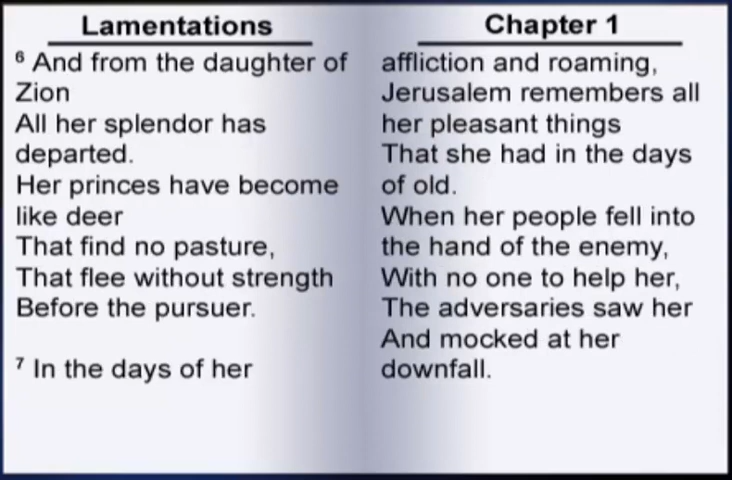 Lamentations
⁶ And from the daughter of
Zion
All her splendor has
departed.
Her princes have become
like deer
That find no pasture,
That flee without strength
Before the pursuer.
⁷ In the days of her
Chapter 1
affliction and roaming,
Jerusalem remembers all
her pleasant things
That she had in the days
of old.
When her people fell into
the hand of the enemy,
With no one to help her,
The adversaries saw her
And mocked at her
downfall.